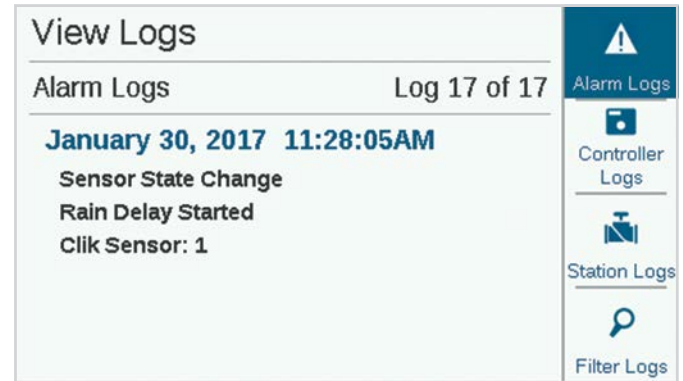 View Logs
Alarm Logs
Log 17 of 17
January 30, 2017 11:28:05AM
Sensor State Change
Rain Delay Started
Clik Sensor: 1
Alarm Logs
Controller
Logs
Station Logs
Filter Logs